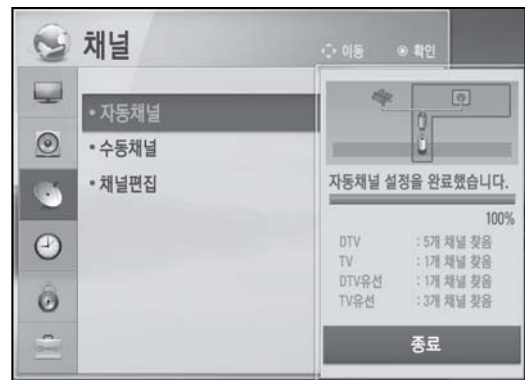 채널
이동 확인
• 자동채널
• 수동채널
• 채널편집
자동채널 설정을 완료했습니다.
100%
DTV : 5개 채널 찾음
TV : 1개 채널 찾음
DTV유선 : 1개 채널 찾음
TV유선 : 3개 채널 찾음
종료